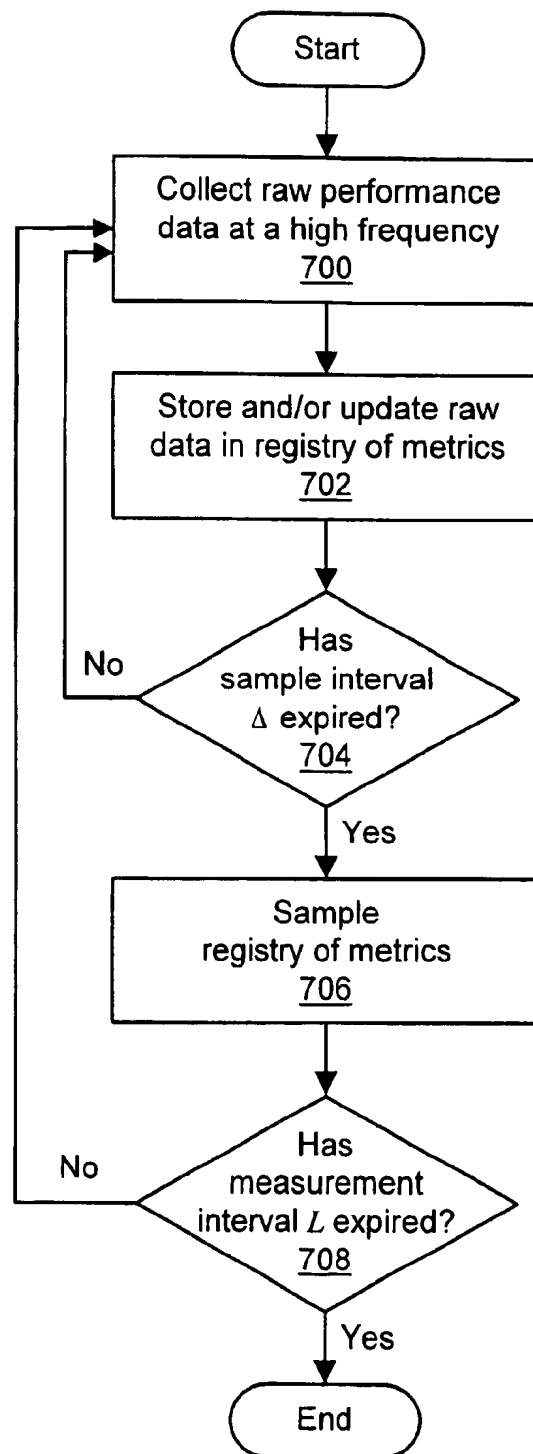 Start
Collect raw performance
data at a high frequency
700
Store and/or update raw
data in registry of metrics
702
Has
sample interval
Δ expired?
704
No
Yes
Sample
registry of metrics
706
Has
measurement
interval L expired?
708
No
Yes
End